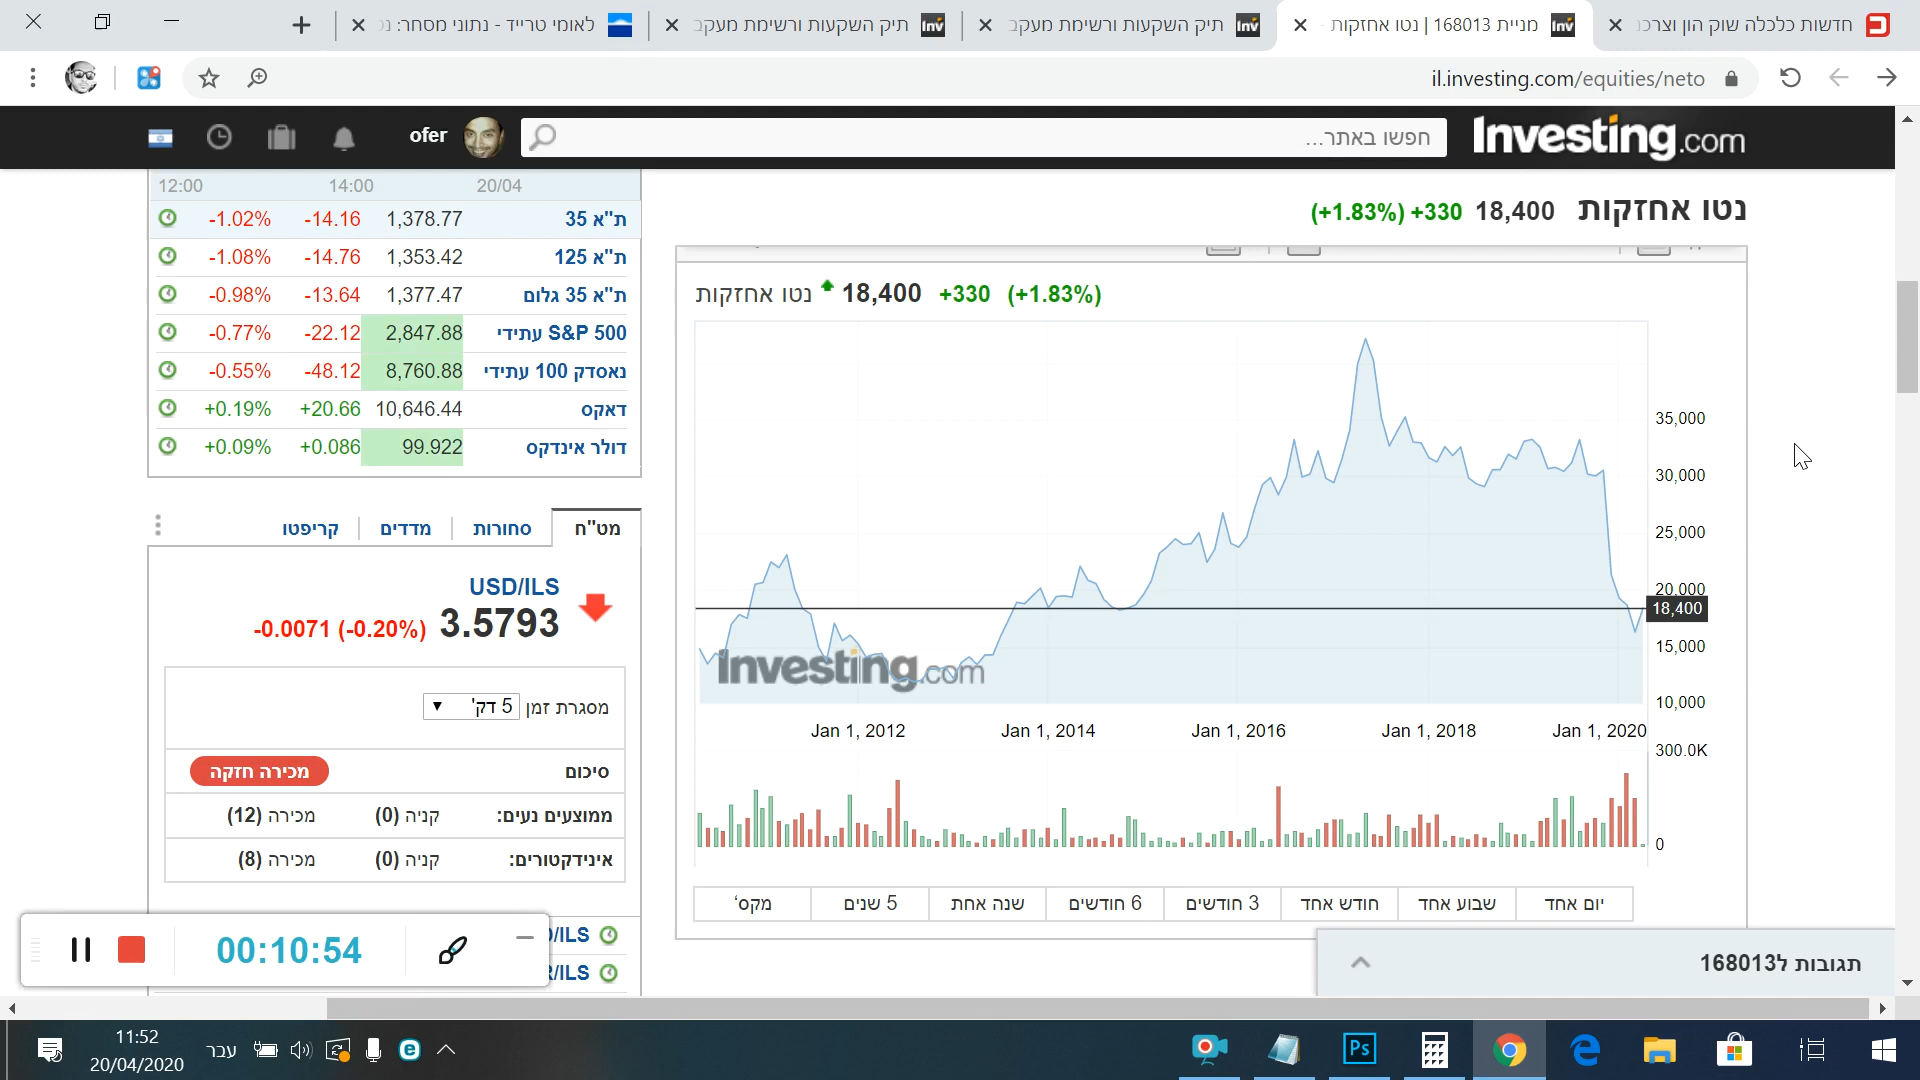 חדשות כלכלה שוק הון וצרכנ
מניית 168013 | נטו אחזקות -
תיק השקעות ורשימת מעקב
תיק השקעות ורשימת מעקב
לאומי טרייד - נתוני מסחר: נט
il.investing.com/equities/neto
Investing.com
חפשו באתר...
ofer
12:00 14:00 20/04
ת"א 35 1,378.77 -14.16 -1.02%
ת"א 125 1,353.42 -14.76 -1.08%
ת"א 35 גלום 1,377.47 -13.64 -0.98%
S&P 500 עתידי 2,847.88 -22.12 -0.77%
נאסדק 100 עתידי 8,760.88 -48.12 -0.55%
דאקס 10,646.44 +20.66 +0.19%
דולר אינדקס 99.922 +0.086 +0.09%
מט"ח סחורות מדדים קריפטו
USD/ILS
3.5793 -0.0071 (-0.20%)
מסגרת זמן 5 דק'
סיכום מכירה חזקה
ממוצעים נעים: קניה (0) מכירה (12)
אינידקטורים: קניה (0) מכירה (8)
/ILS
/ILS
00:10:54
נטו אחזקות 18,400 +330 (+1.83%)
נטו אחזקות 18,400 +330 (+1.83%)
35,000
30,000
25,000
20,000
18,400
15,000
10,000
Investing.com
Jan 1, 2012 Jan 1, 2014 Jan 1, 2016 Jan 1, 2018 Jan 1, 2020
300.0K
0
יום אחד שבוע אחד חודש אחד 3 חודשים 6 חודשים שנה אחת 5 שנים מקס'
תגובות ל168013
11:52
20/04/2020
עבר
Ps